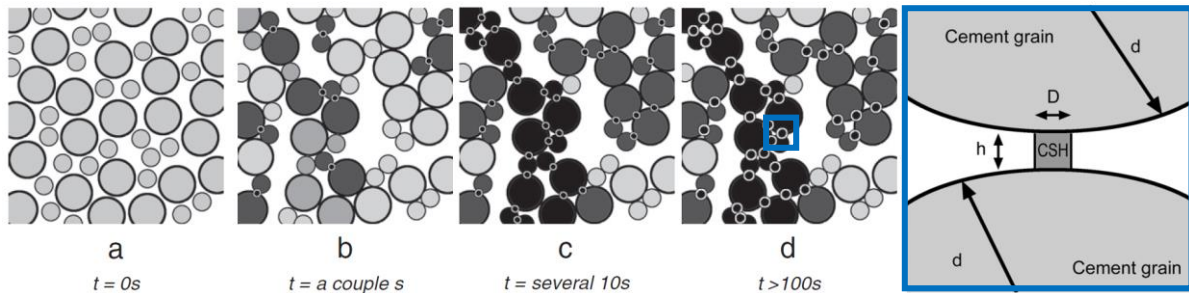 a
b
c
d
t = 0s
t = a couple s
t = several 10s
t >100s
Cement grain
d
D
h
CSH
d
Cement grain